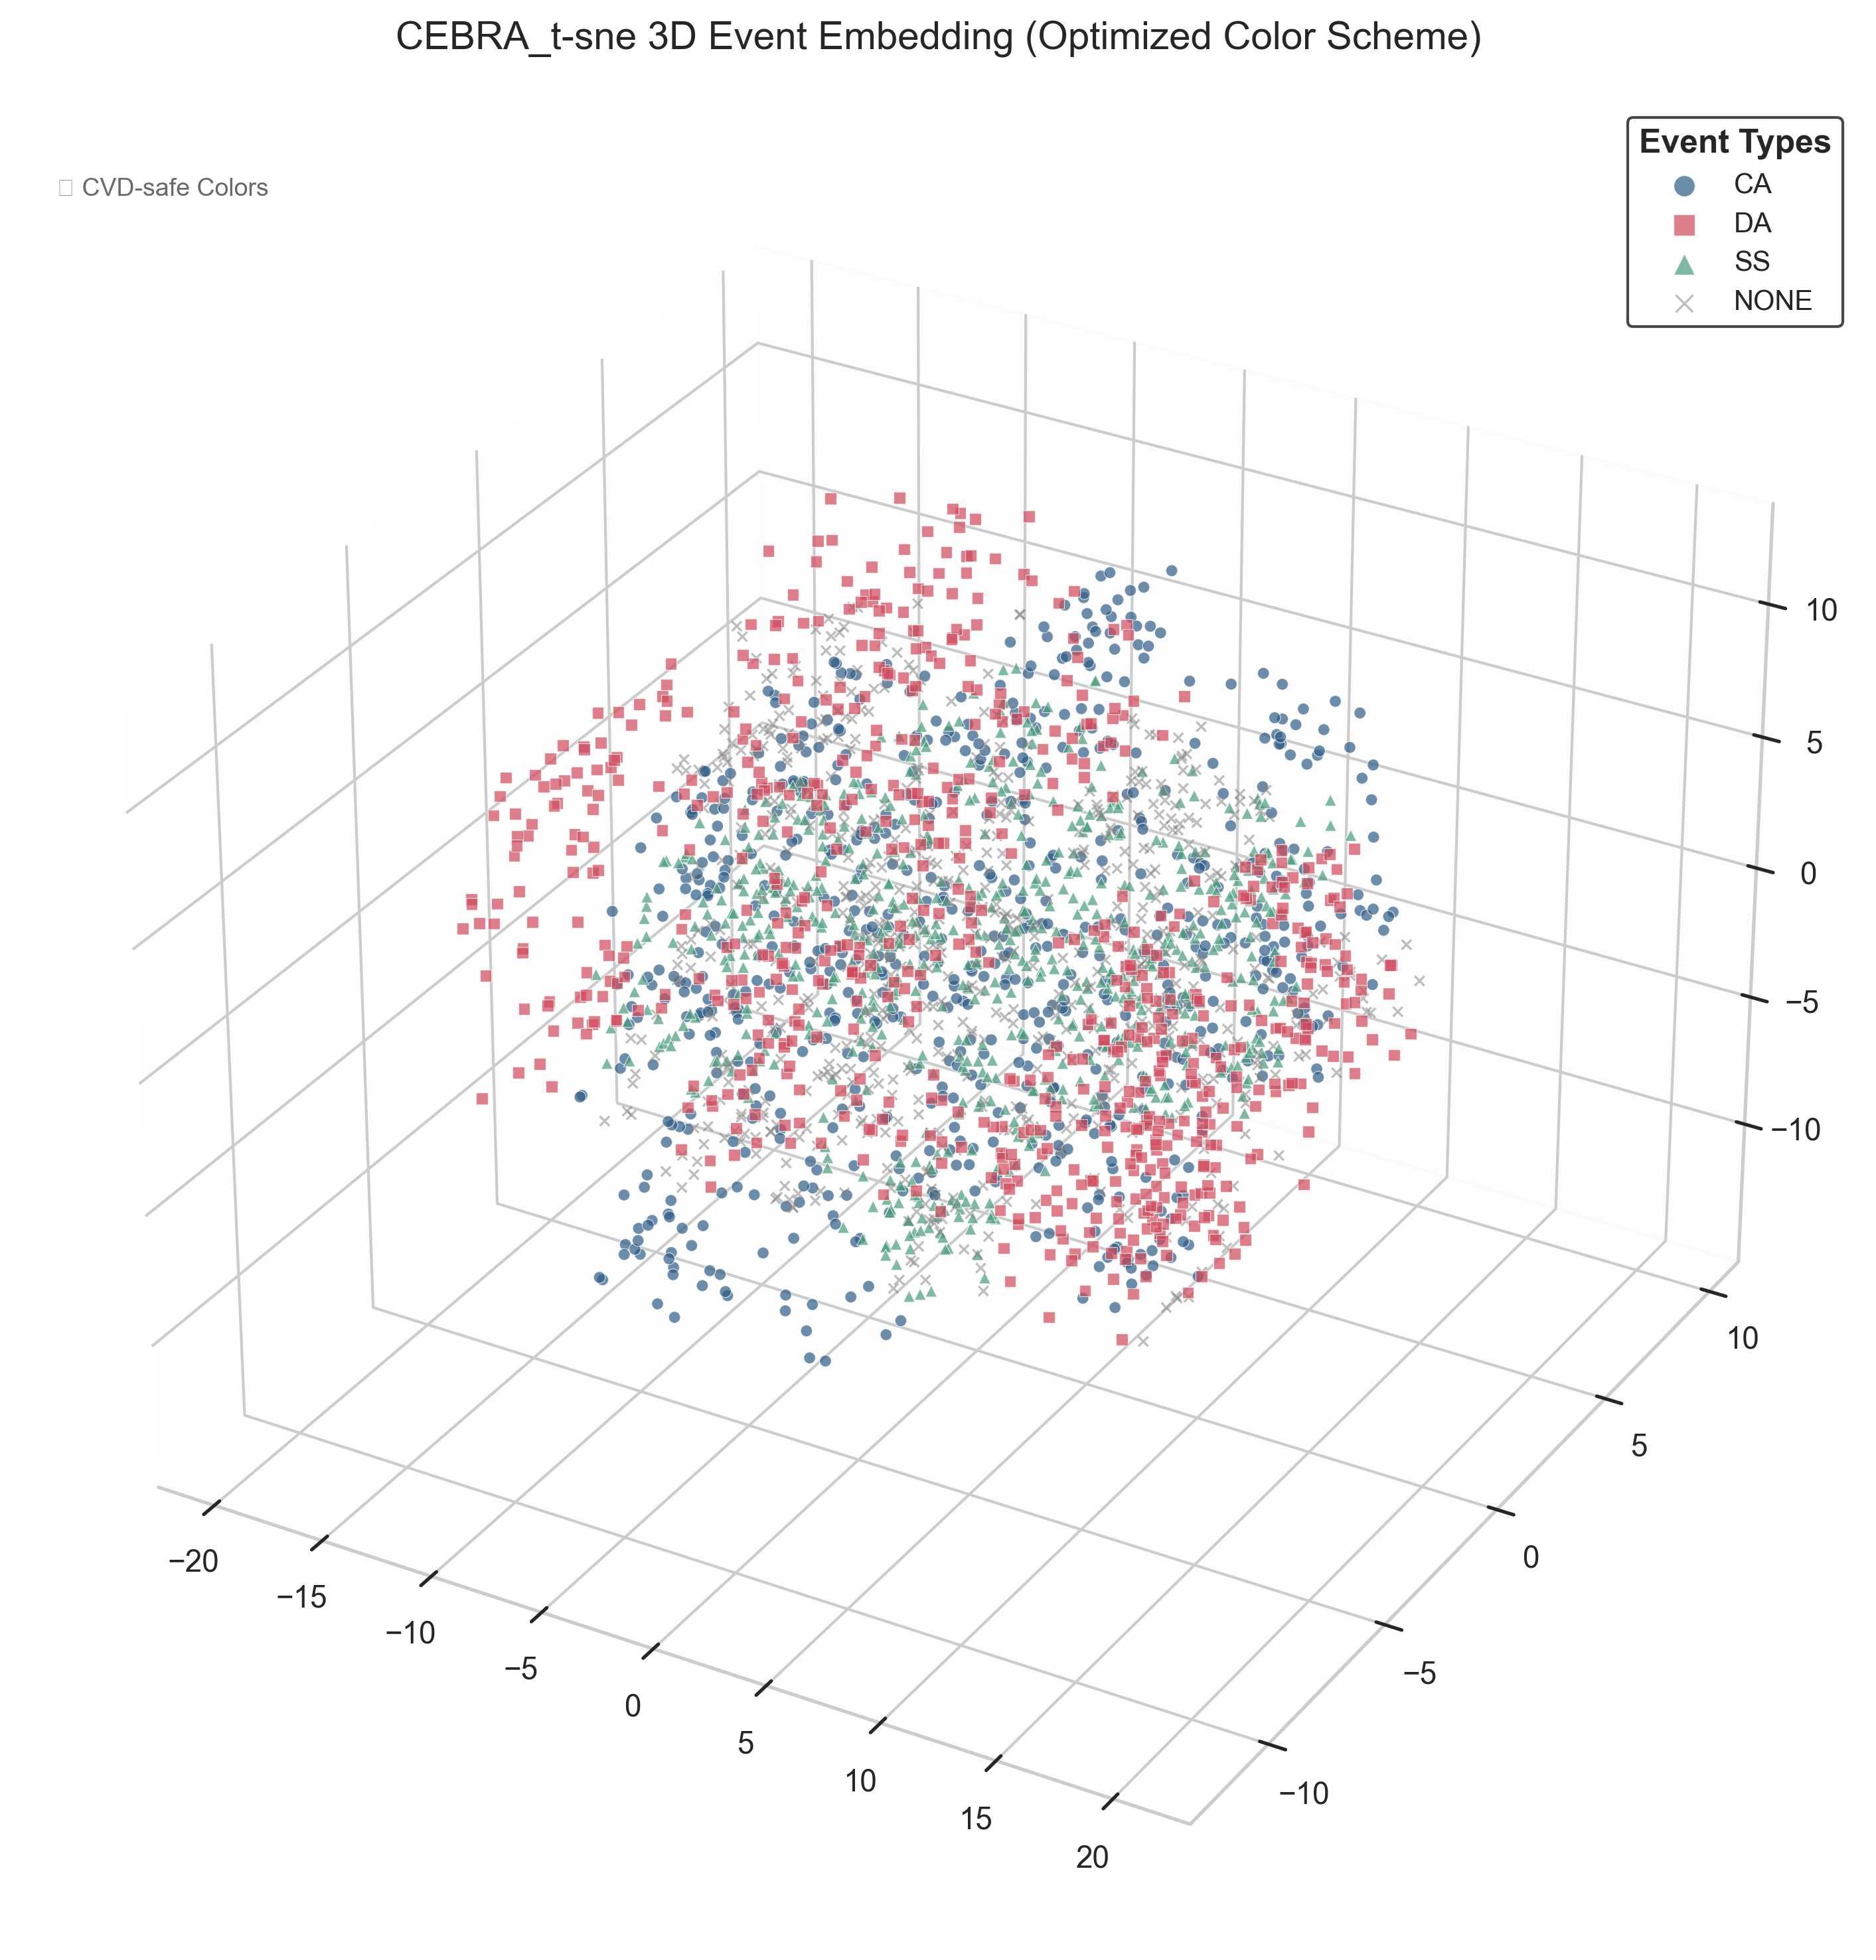 CEBRA_t-sne 3D Event Embedding (Optimized Color Scheme)
CVD-safe Colors
Event Types
CA
DA
SS
NONE
10
5
0
−5
−10
10
5
0
−5
−10
−20
−15
−10
−5
0
5
10
15
20